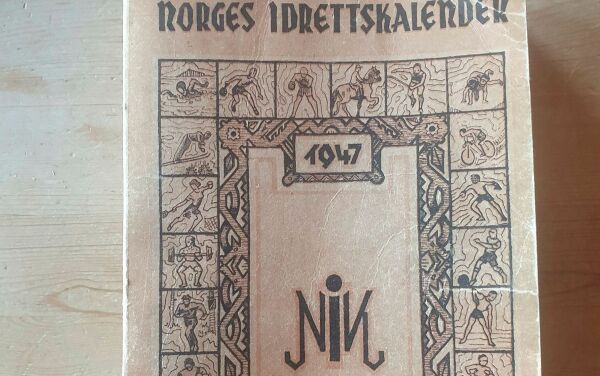 NORGES IDRETTSKALENDER
1947
NIK